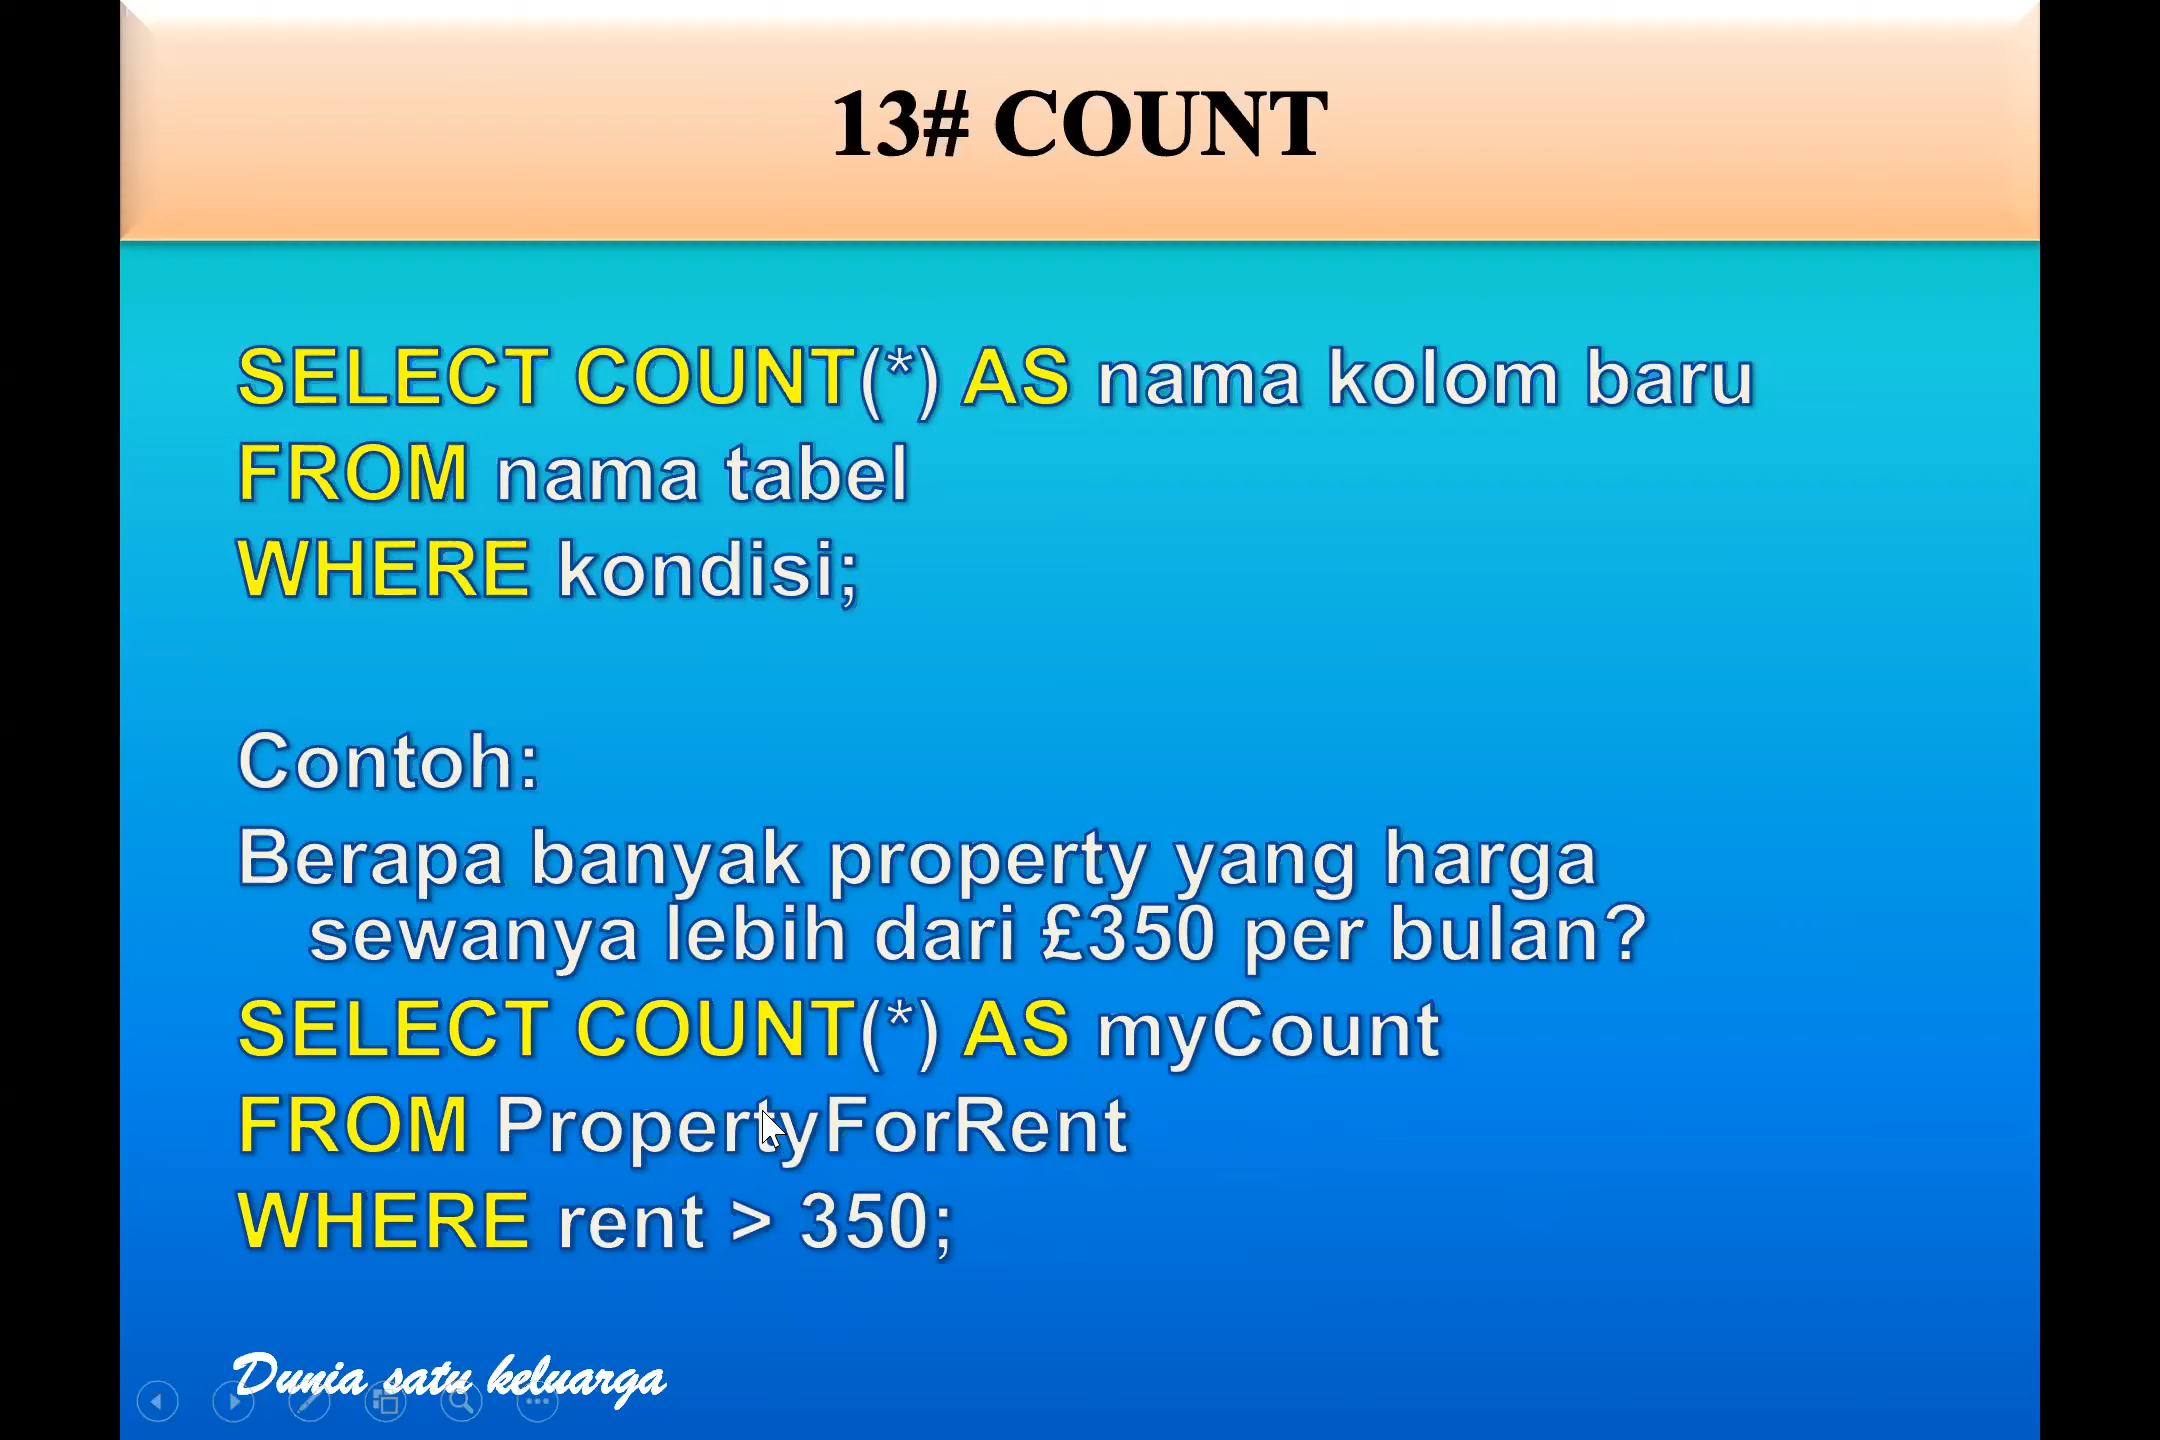 13# COUNT
SELECT COUNT(*) AS nama kolom baru
FROM nama tabel
WHERE kondisi;
Contoh:
Berapa banyak property yang harga
sewanya lebih dari £350 per bulan?
SELECT COUNT(*) AS myCount
FROM PropertyForRent
WHERE rent > 350;
Dunia satu keluarga